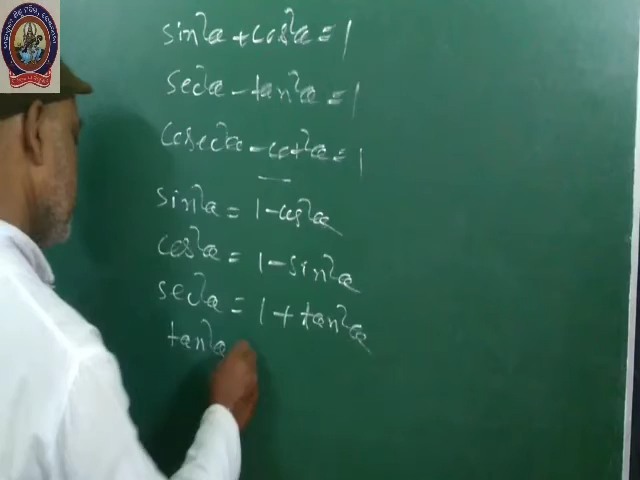 sin²a + cos²a = 1
sec²a - tan²a = 1
cosec²a - cot²a = 1
sin²a = 1 - cos²a
cos²a = 1 - sin²a
sec²a = 1 + tan²a
tan²a